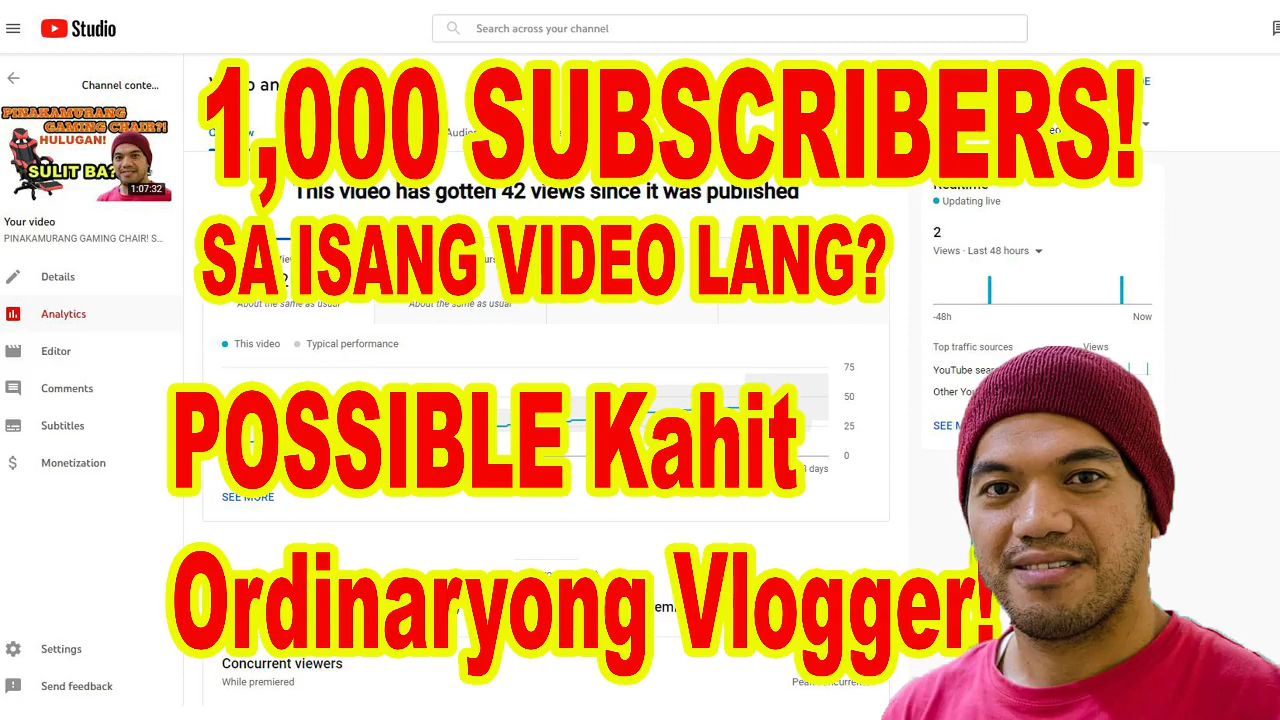 Studio
Search across your channel
Channel conte...
PINAKAMURANG
GAMING CHAIR?!
HULUGAN!
SULIT BA?
1:07:32
Your video
PINAKAMURANG GAMING CHAIR! S...
Details
Analytics
Editor
Comments
Subtitles
Monetization
Settings
Send feedback
1,000 SUBSCRIBERS!
This video has gotten 42 views since it was published
SA ISANG VIDEO LANG?
About the same as usual
About the same as usual
This video
Typical performance
75
50
25
0
POSSIBLE Kahit
days
SEE MORE
Ordinaryong Vlogger!
Concurrent viewers
While premiered
Realtime
Updating live
2
Views · Last 48 hours
-48h
Now
Top traffic sources
Views
YouTube sear
Other
SEE